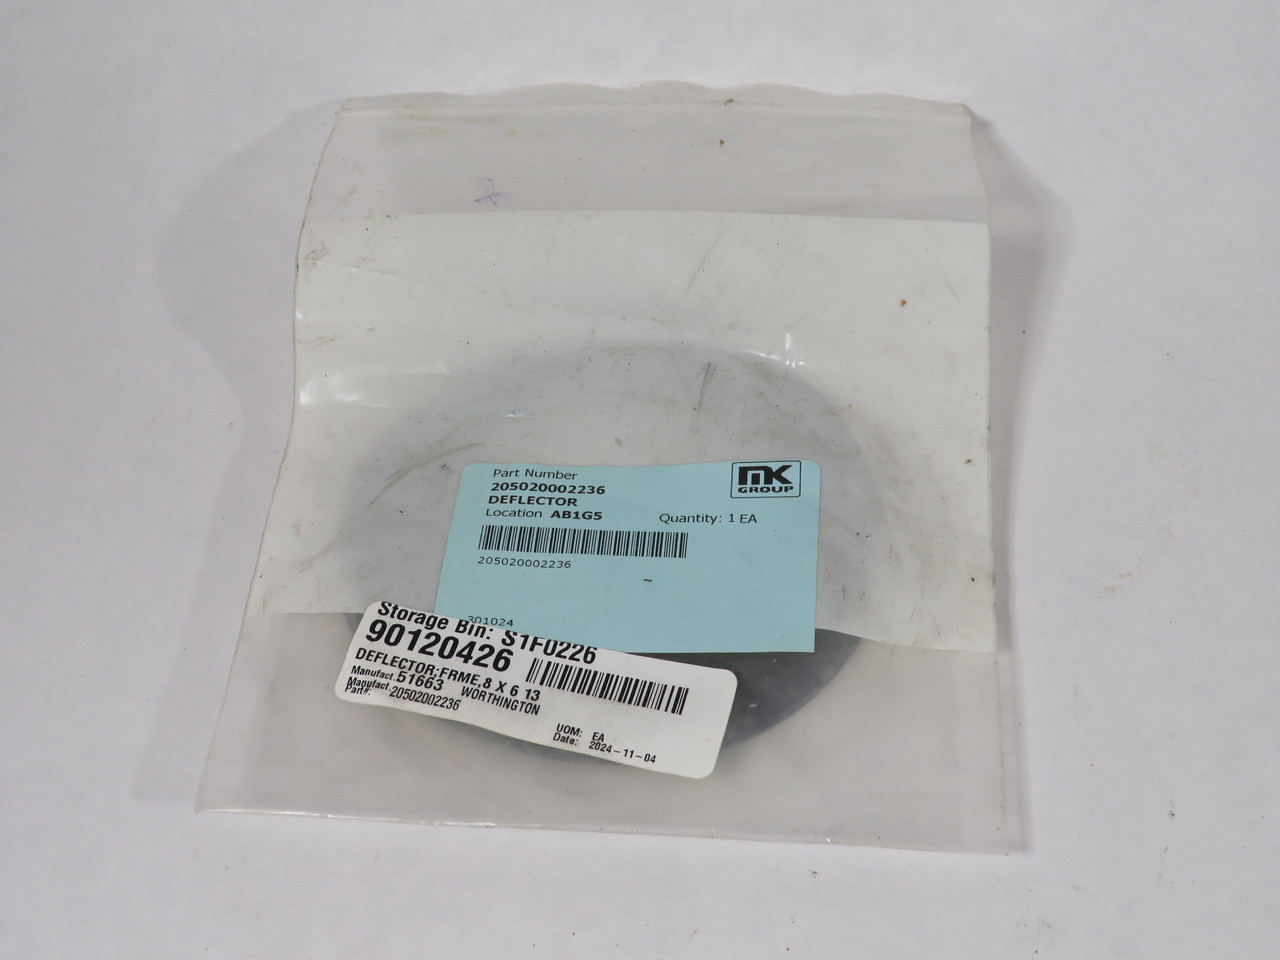 Part Number
205020002236
DEFLECTOR
Location AB1G5
Quantity: 1 EA
MK
GROUP
205020002236
301024
Storage Bin: S1F0226
90120426
DEFLECTOR;FRME,8 X 6 13
Manufact. 51663 WORTHINGTON
Manufact.
Part#: 20502002236
UOM: EA
Date: 2024-11-04